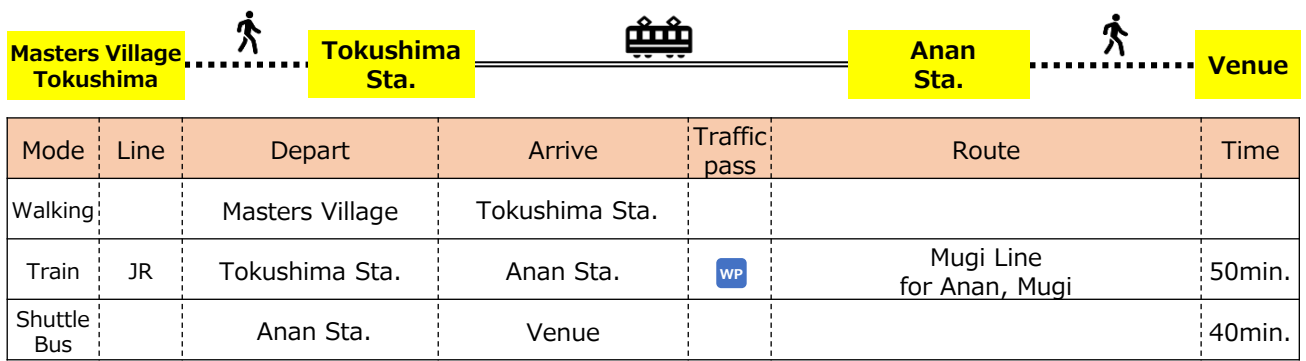 Masters Village
Tokushima
Tokushima
Sta.
Anan
Sta.
Venue
Mode Line Depart Arrive Traffic pass Route Time
Walking Masters Village Tokushima Sta.
Train JR Tokushima Sta. Anan Sta. WP Mugi Line
for Anan, Mugi 50min.
Shuttle
Bus Anan Sta. Venue 40min.